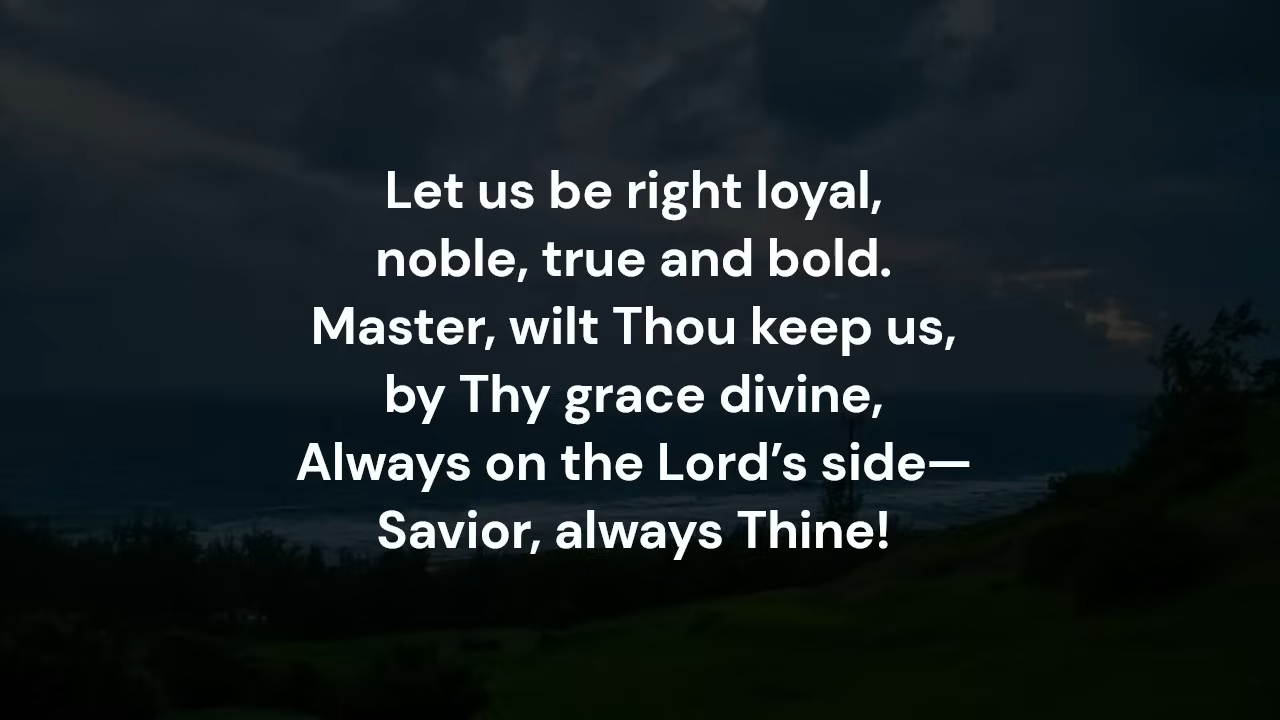 Let us be right loyal,
noble, true and bold.
Master, wilt Thou keep us,
by Thy grace divine,
Always on the Lord’s side—
Savior, always Thine!